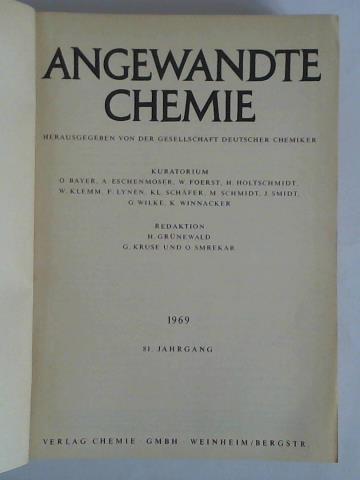 ANGEWANDTE
CHEMIE
HERAUSGEGEBEN VON DER GESELLSCHAFT DEUTSCHER CHEMIKER
KURATORIUM
O. BAYER, A. ESCHENMOSER, W. FOERST, H. HOLTSCHMIDT,
W. KLEMM, F. LYNEN, KL. SCHÄFER, M. SCHMIDT, J. SMIDT,
G. WILKE, K. WINNACKER
REDAKTION
H. GRÜNEWALD
G. KRUSE UND O. SMREKAR
1969
81. JAHRGANG
VERLAG CHEMIE · GMBH · WEINHEIM/BERGSTR.